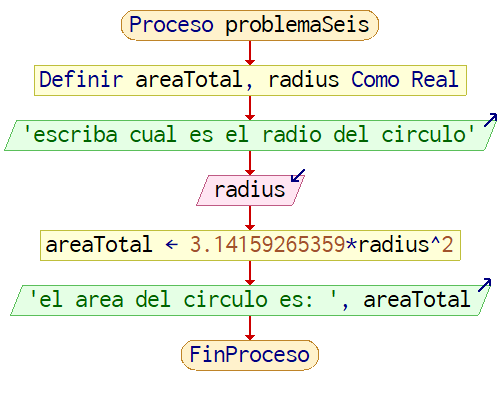 Proceso problemaSeis
Definir areaTotal, radius Como Real
'escriba cual es el radio del circulo'
radius
areaTotal ← 3.14159265359*radius^2
'el area del circulo es: ', areaTotal
FinProceso